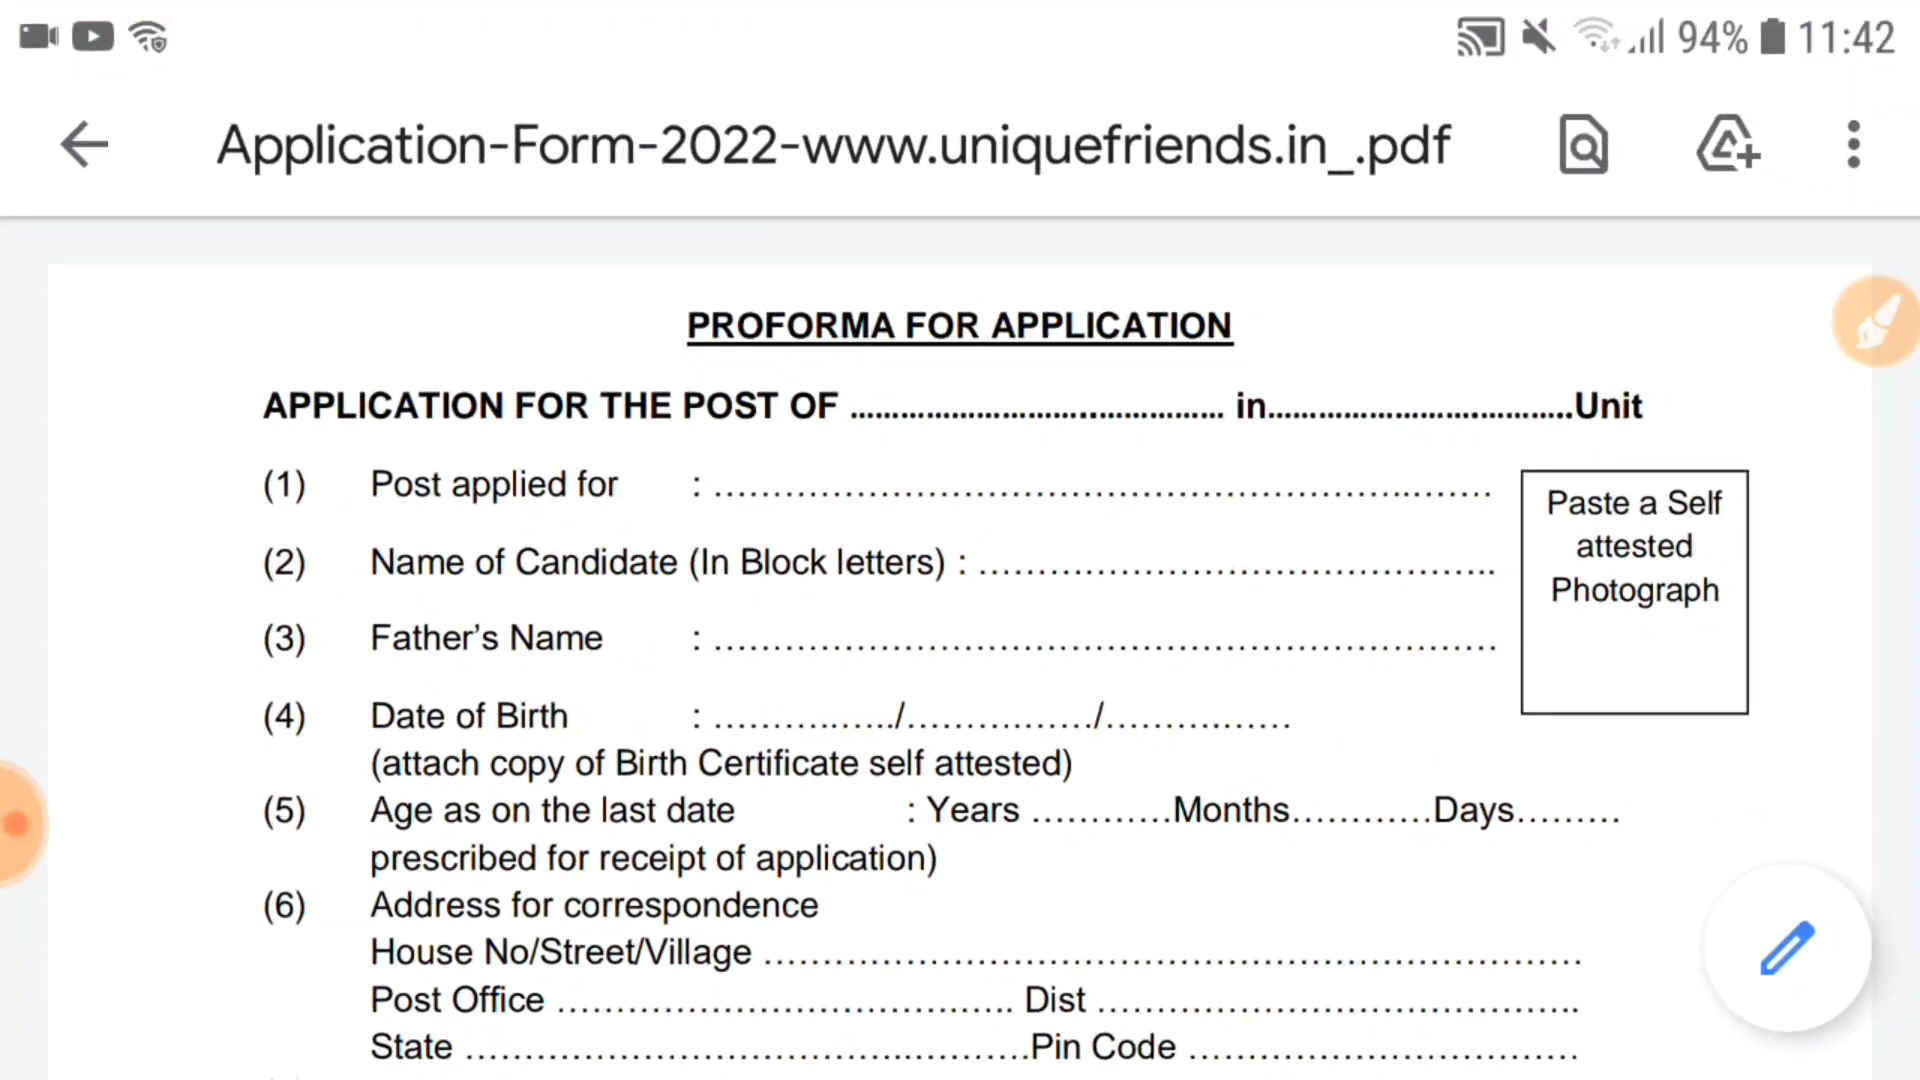 94% 11:42
Application-Form-2022-www.uniquefriends.in_.pdf
PROFORMA FOR APPLICATION
APPLICATION FOR THE POST OF ........................................ in.................................Unit
(1) Post applied for : ..................................................................
(2) Name of Candidate (In Block letters) : ............................................
(3) Father's Name : ..................................................................
Paste a Self
attested
Photograph
(4) Date of Birth : .............../................/................
(attach copy of Birth Certificate self attested)
(5) Age as on the last date : Years ............Months............Days.........
prescribed for receipt of application)
(6) Address for correspondence
House No/Street/Village ......................................................................
Post Office ....................................... Dist .........................................
State ................................................Pin Code .................................